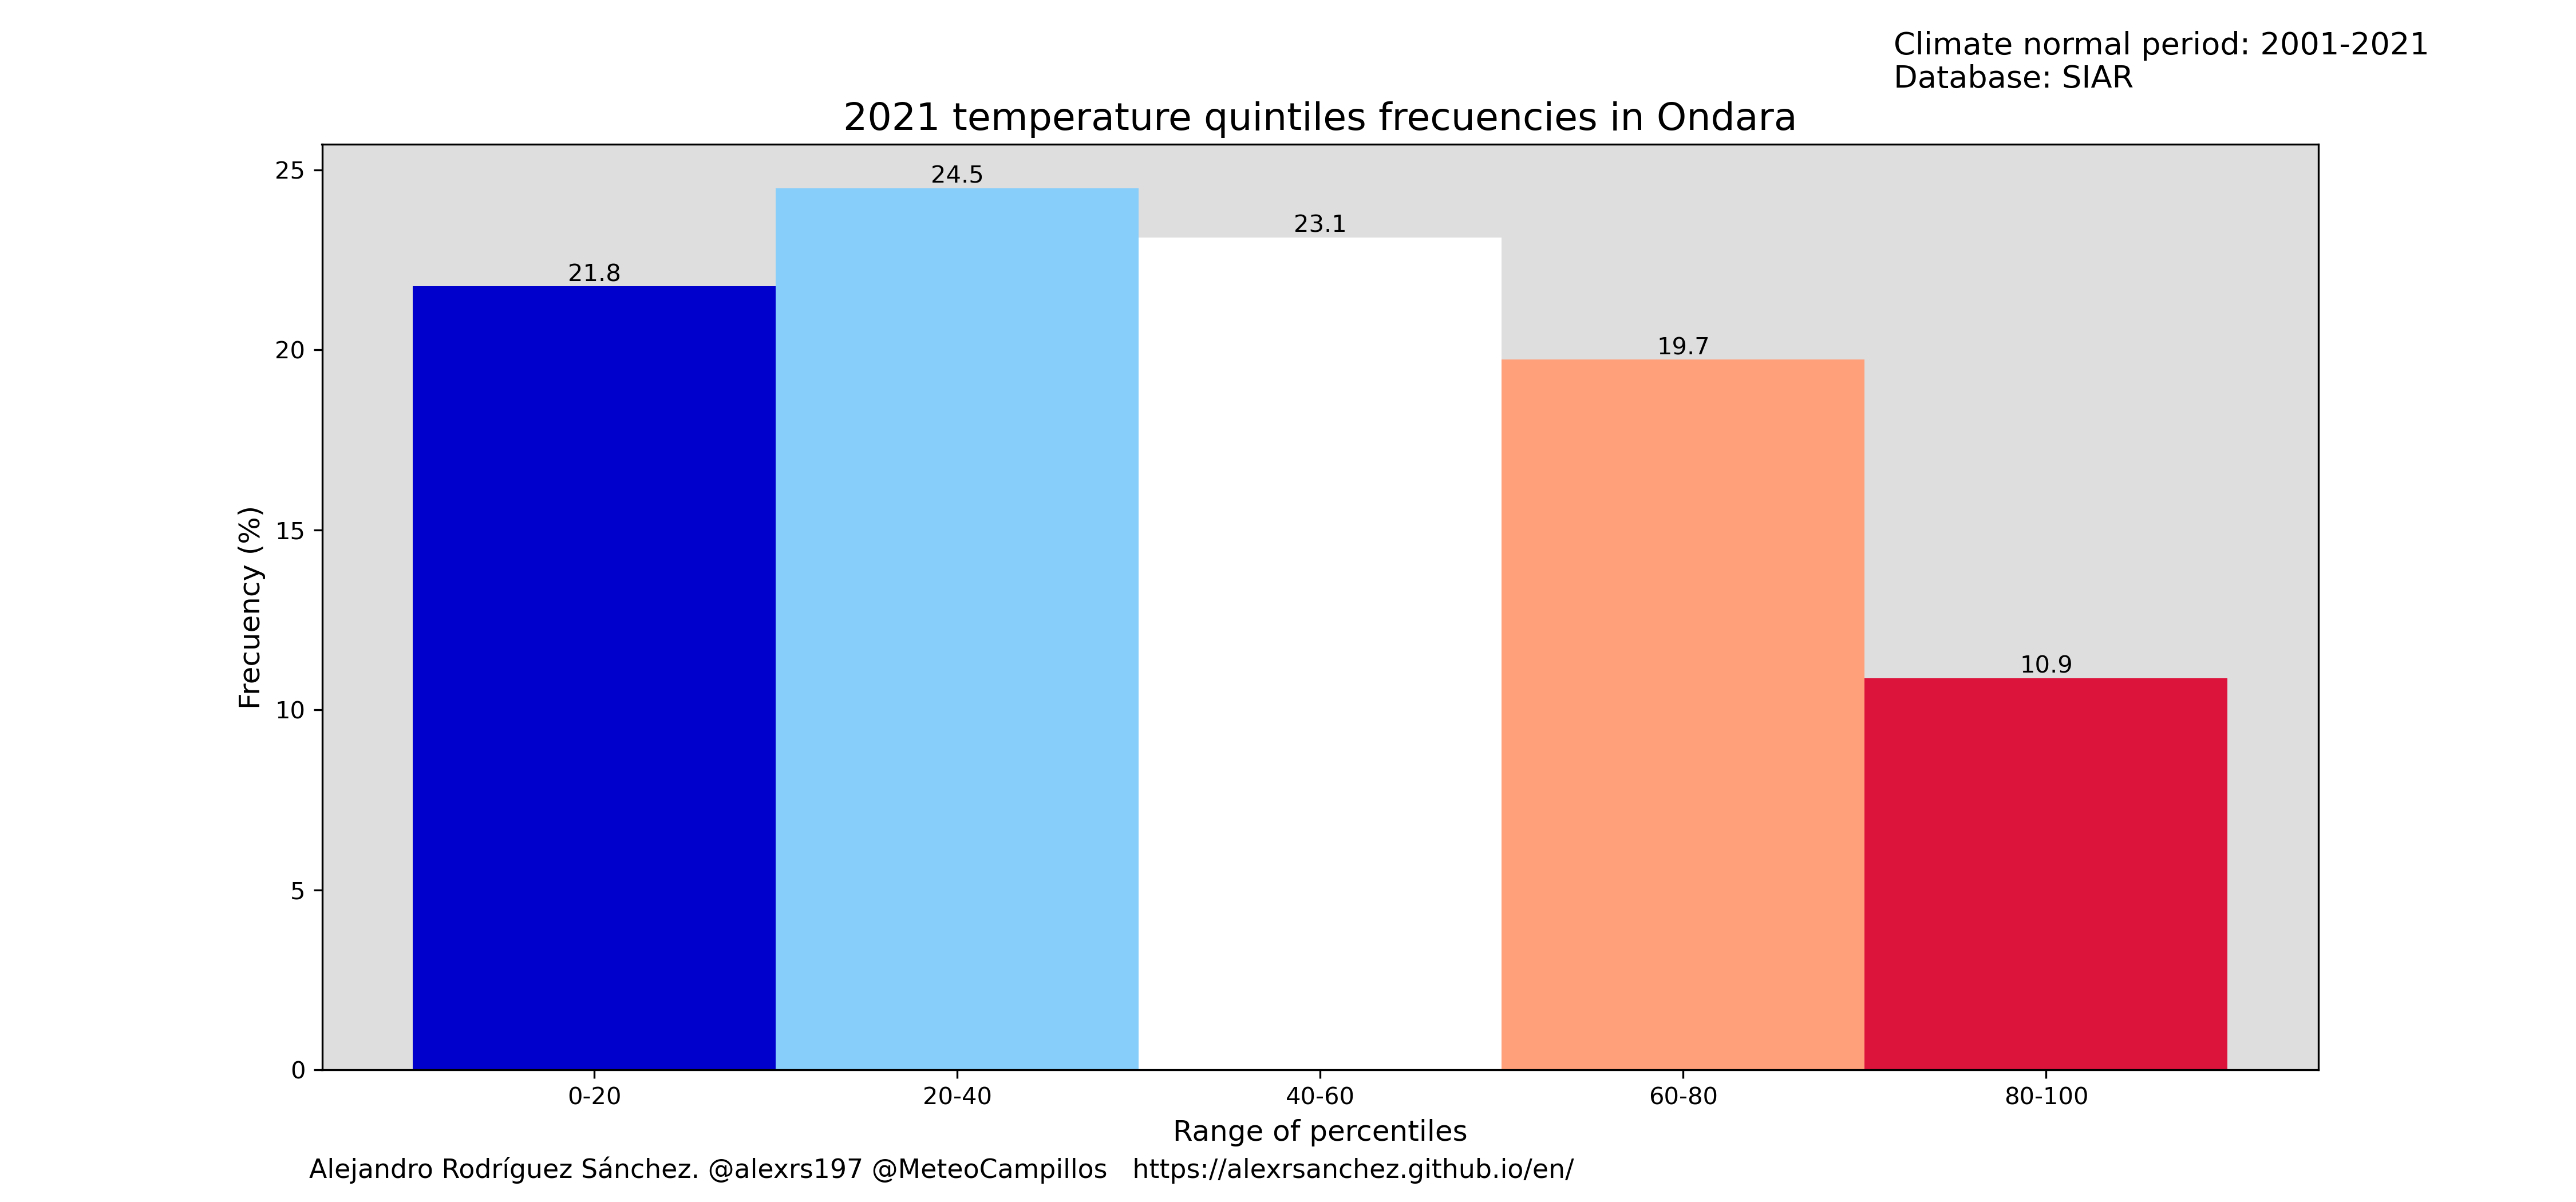 Climate normal period: 2001-2021
Database: SIAR
2021 temperature quintiles frecuencies in Ondara
25
20
15
10
5
0
Frecuency (%)
21.8
24.5
23.1
19.7
10.9
0-20
20-40
40-60
60-80
80-100
Range of percentiles
Alejandro Rodríguez Sánchez. @alexrs197 @MeteoCampillos   https://alexrsanchez.github.io/en/